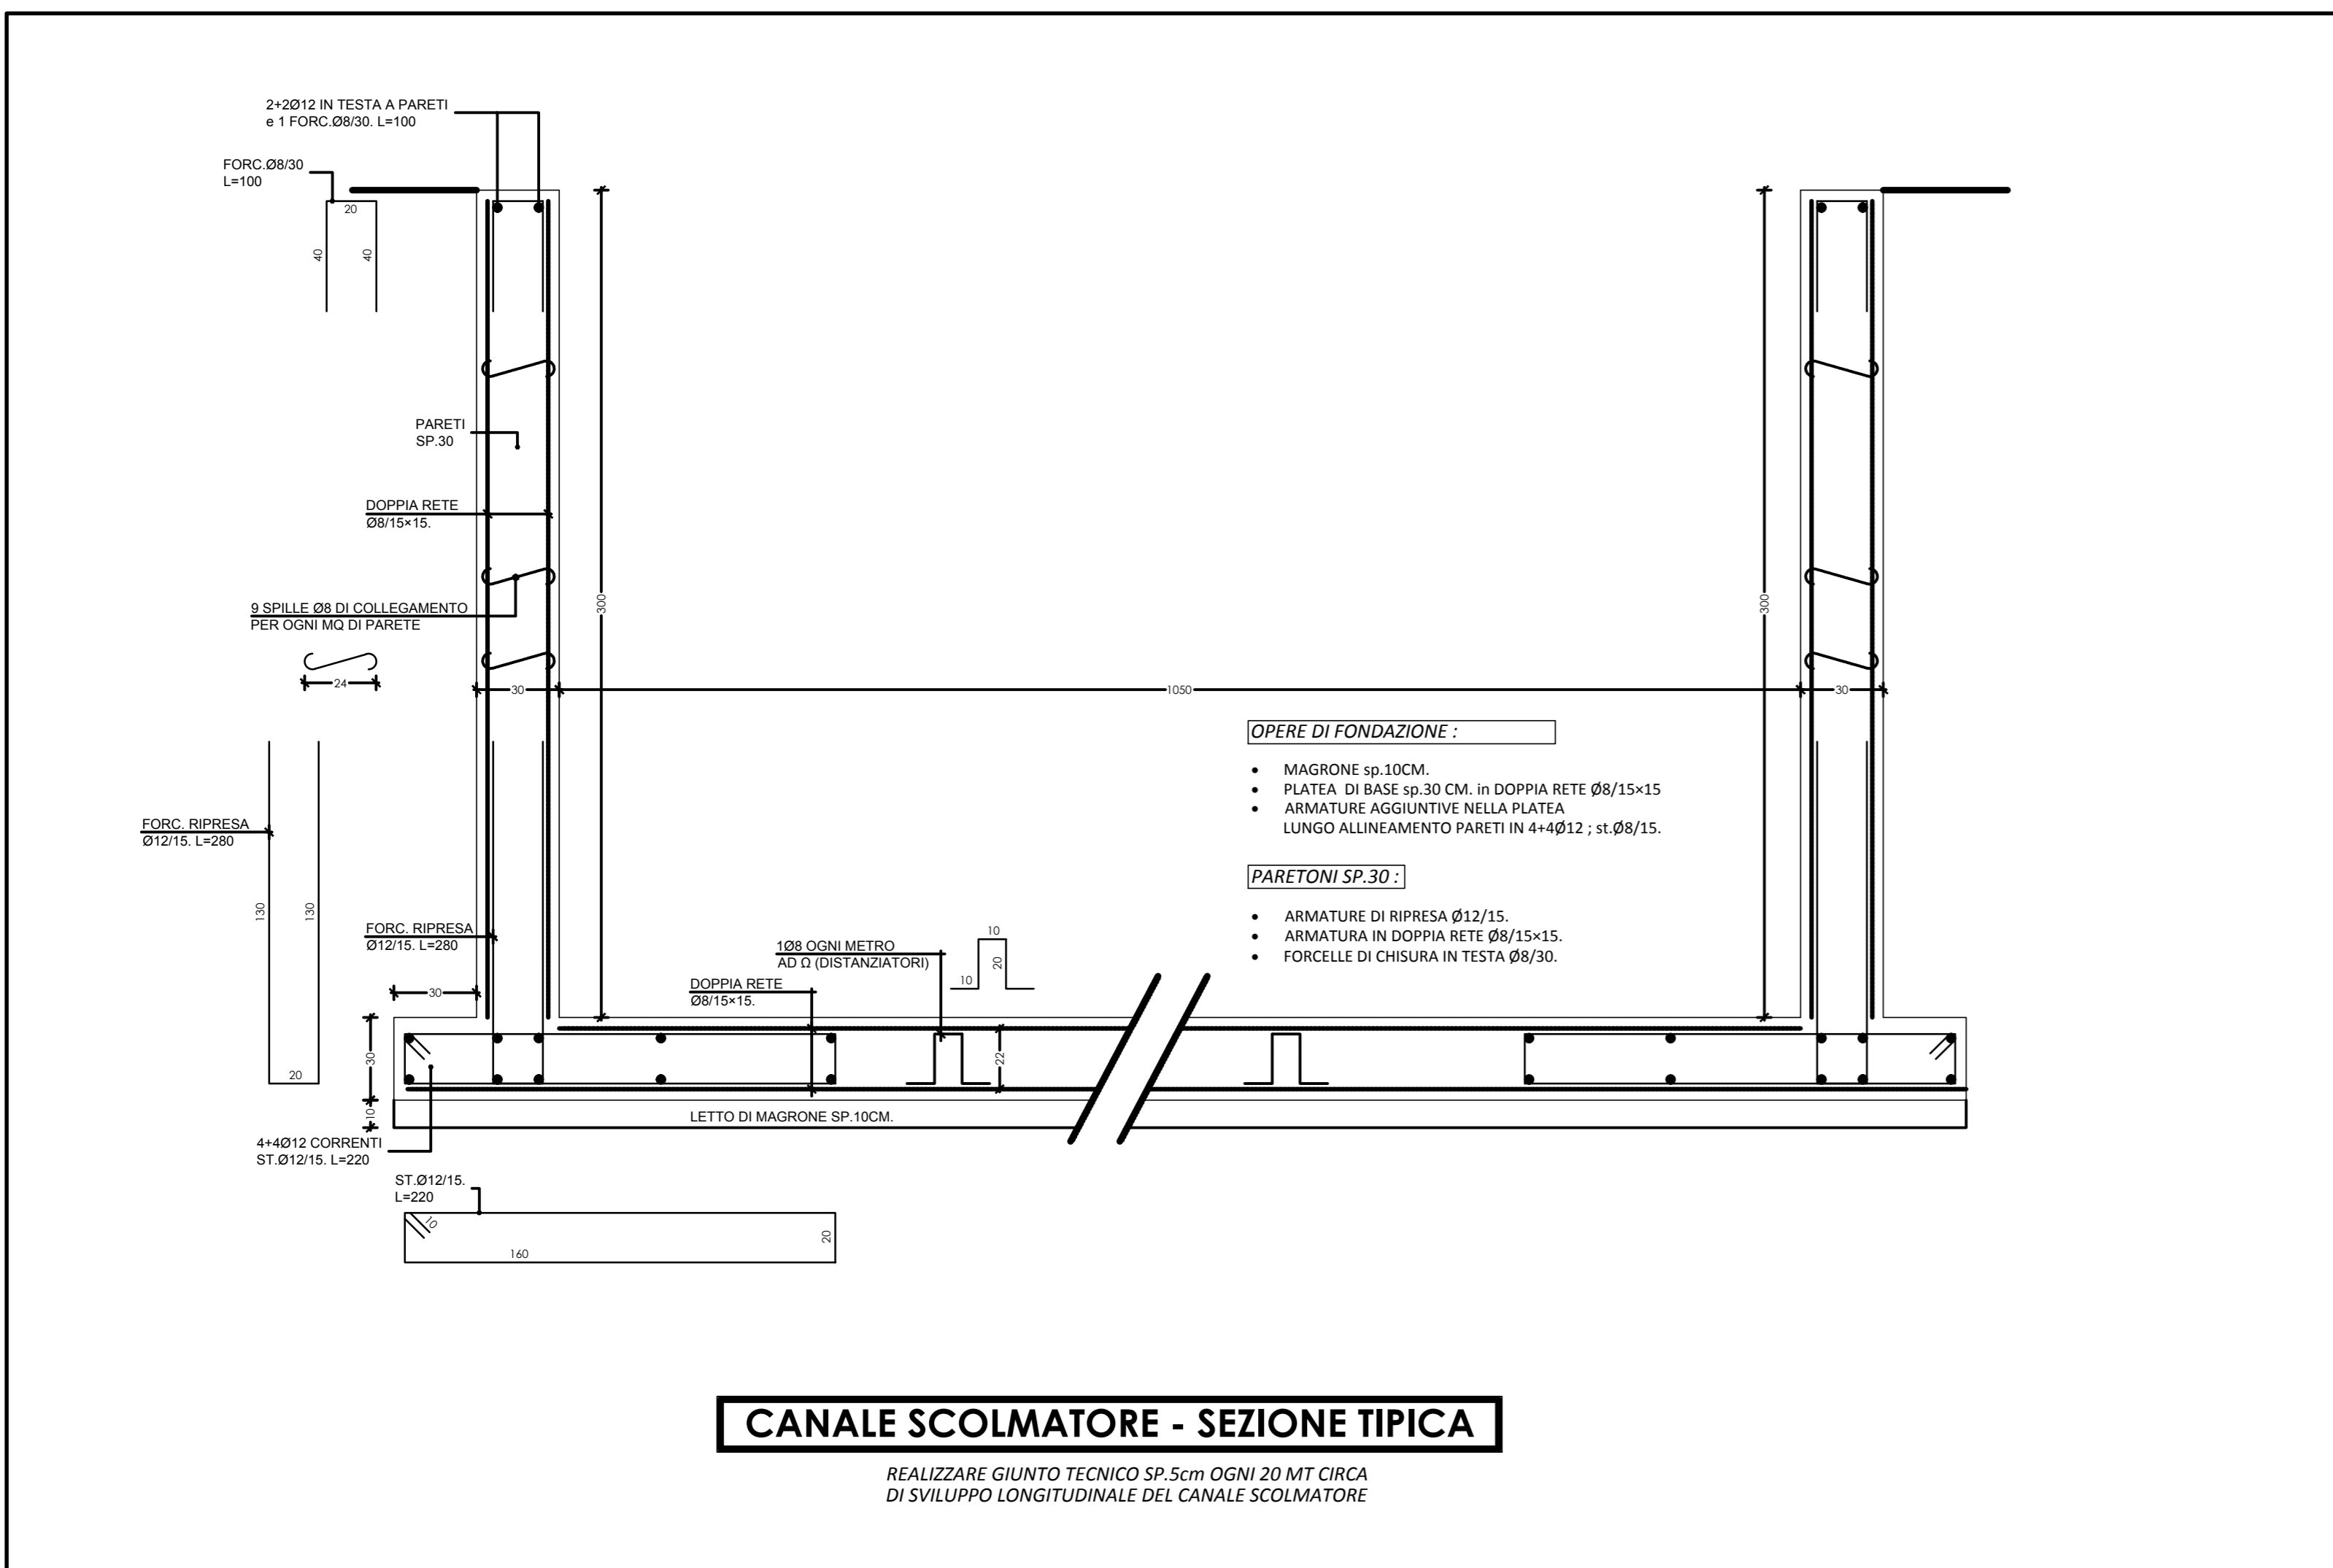 2+2Ø12 IN TESTA A PARETI
e 1 FORC.Ø8/30. L=100
FORC.Ø8/30
L=100
20
40
40
PARETI
SP.30
DOPPIA RETE
Ø8/15×15.
300
300
9 SPILLE Ø8 DI COLLEGAMENTO
PER OGNI MQ DI PARETE
24
30
1050
30
OPERE DI FONDAZIONE :
• MAGRONE sp.10CM.
• PLATEA DI BASE sp.30 CM. in DOPPIA RETE Ø8/15×15
• ARMATURE AGGIUNTIVE NELLA PLATEA
LUNGO ALLINEAMENTO PARETI IN 4+4Ø12 ; st.Ø8/15.
PARETONI SP.30 :
• ARMATURE DI RIPRESA Ø12/15.
• ARMATURA IN DOPPIA RETE Ø8/15×15.
• FORCELLE DI CHISURA IN TESTA Ø8/30.
FORC. RIPRESA
Ø12/15. L=280
130
130
20
FORC. RIPRESA
Ø12/15. L=280
1Ø8 OGNI METRO
AD Ω (DISTANZIATORI)
10
20
10
DOPPIA RETE
Ø8/15×15.
30
30
22
10
LETTO DI MAGRONE SP.10CM.
4+4Ø12 CORRENTI
ST.Ø12/15. L=220
ST.Ø12/15.
L=220
10
20
160
CANALE SCOLMATORE - SEZIONE TIPICA
REALIZZARE GIUNTO TECNICO SP.5cm OGNI 20 MT CIRCA
DI SVILUPPO LONGITUDINALE DEL CANALE SCOLMATORE